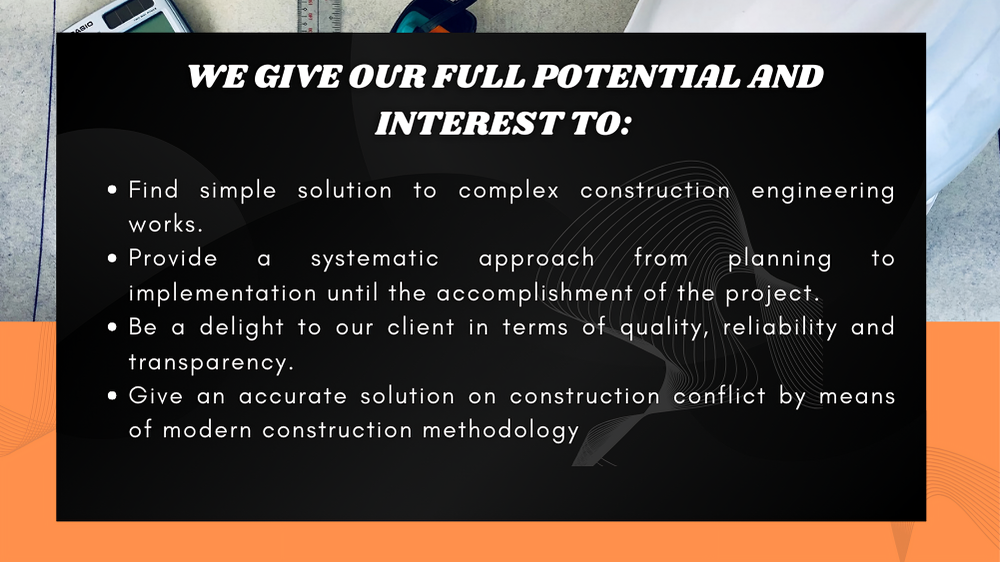 CASIO
WE GIVE OUR FULL POTENTIAL AND
INTEREST TO:
• Find simple solution to complex construction engineering
works.
• Provide a systematic approach from planning to
implementation until the accomplishment of the project.
• Be a delight to our client in terms of quality, reliability and
transparency.
• Give an accurate solution on construction conflict by means
of modern construction methodology